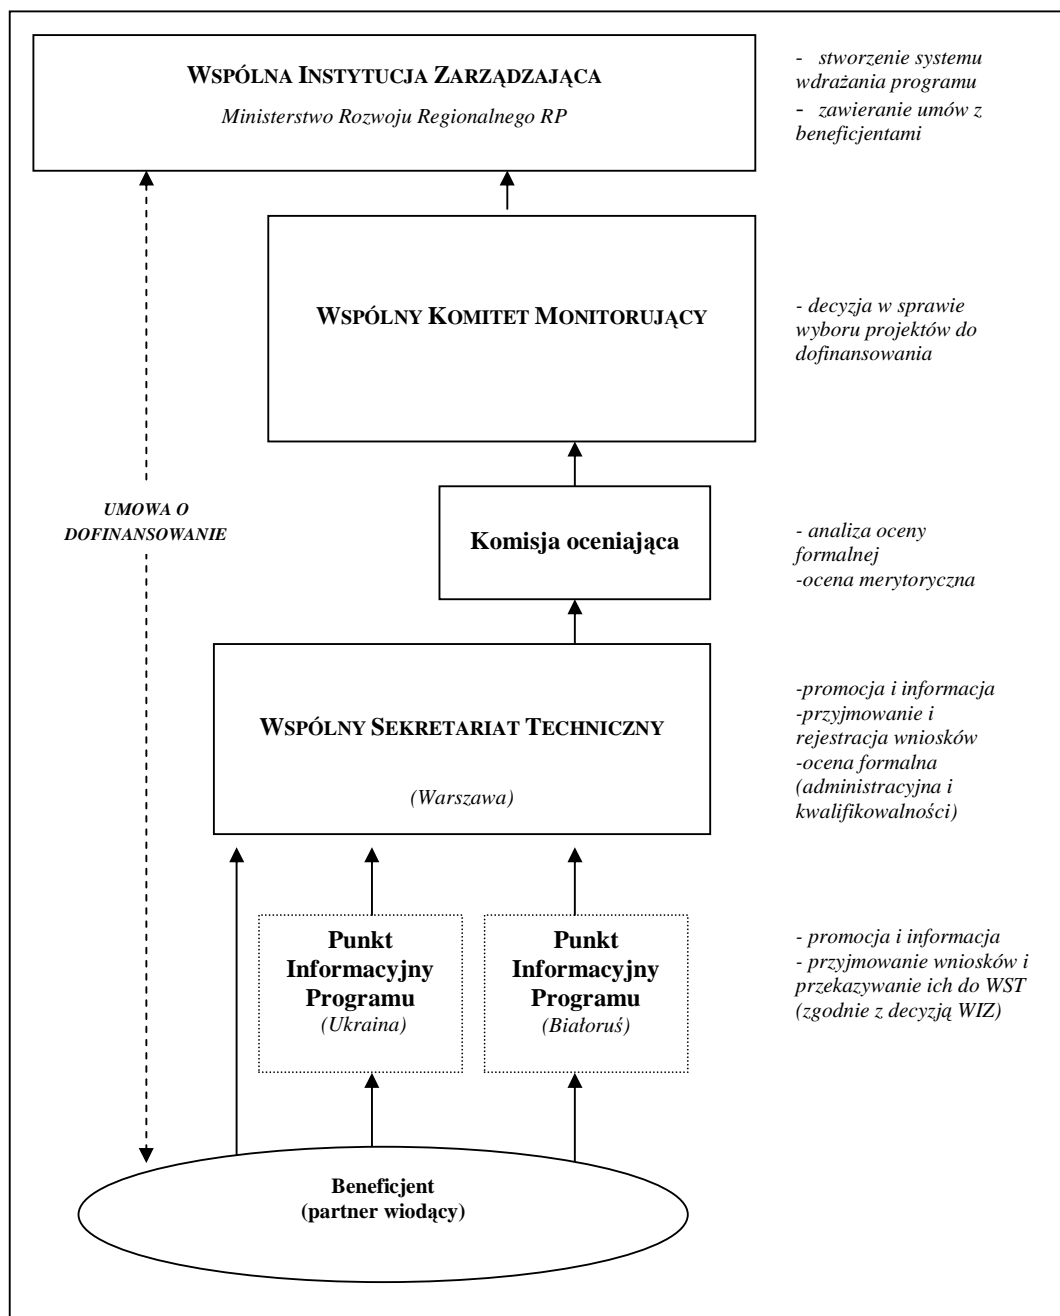 WSPÓLNA INSTYTUCJA ZARZĄDZAJĄCA
Ministerstwo Rozwoju Regionalnego RP
- stworzenie systemu
wdrażania programu
- zawieranie umów z
beneficjentami
WSPÓLNY KOMITET MONITORUJĄCY
- decyzja w sprawie
wyboru projektów do
dofinansowania
UMOWA O
DOFINANSOWANIE
Komisja oceniająca
- analiza oceny
formalnej
-ocena merytoryczna
WSPÓLNY SEKRETARIAT TECHNICZNY
(Warszawa)
-promocja i informacja
-przyjmowanie i
rejestracja wniosków
-ocena formalna
(administracyjna i
kwalifikowalności)
Punkt
Informacyjny
Programu
(Ukraina)
Punkt
Informacyjny
Programu
(Białoruś)
- promocja i informacja
- przyjmowanie wniosków i
przekazywanie ich do WST
(zgodnie z decyzją WIZ)
Beneficjent
(partner wiodący)